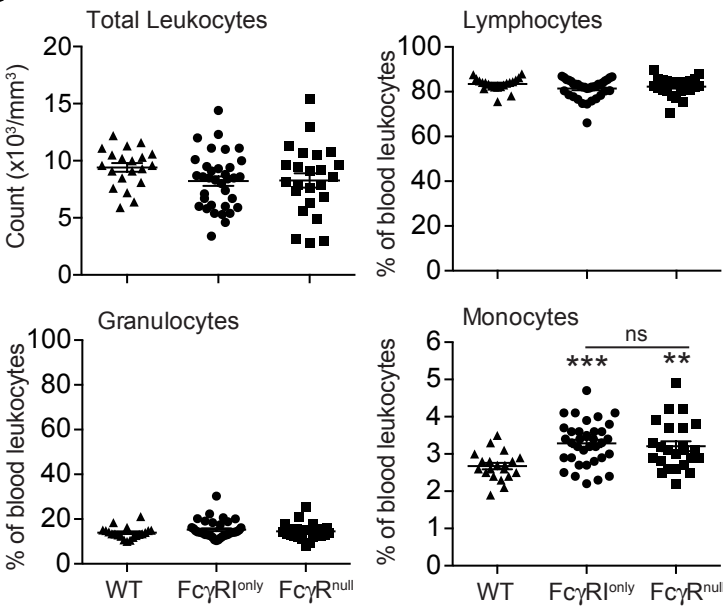 Total Leukocytes
Count (x10³/mm³)
20
15
10
5
0
Lymphocytes
% of blood leukocytes
100
80
60
40
20
0
Granulocytes
% of blood leukocytes
100
80
60
40
20
0
WT FcγRIᵒⁿˡʸ FcγRⁿᵘˡˡ
Monocytes
% of blood leukocytes
6
5
4
3
2
1
0
ns
*** **
WT FcγRIᵒⁿˡʸ FcγRⁿᵘˡˡ